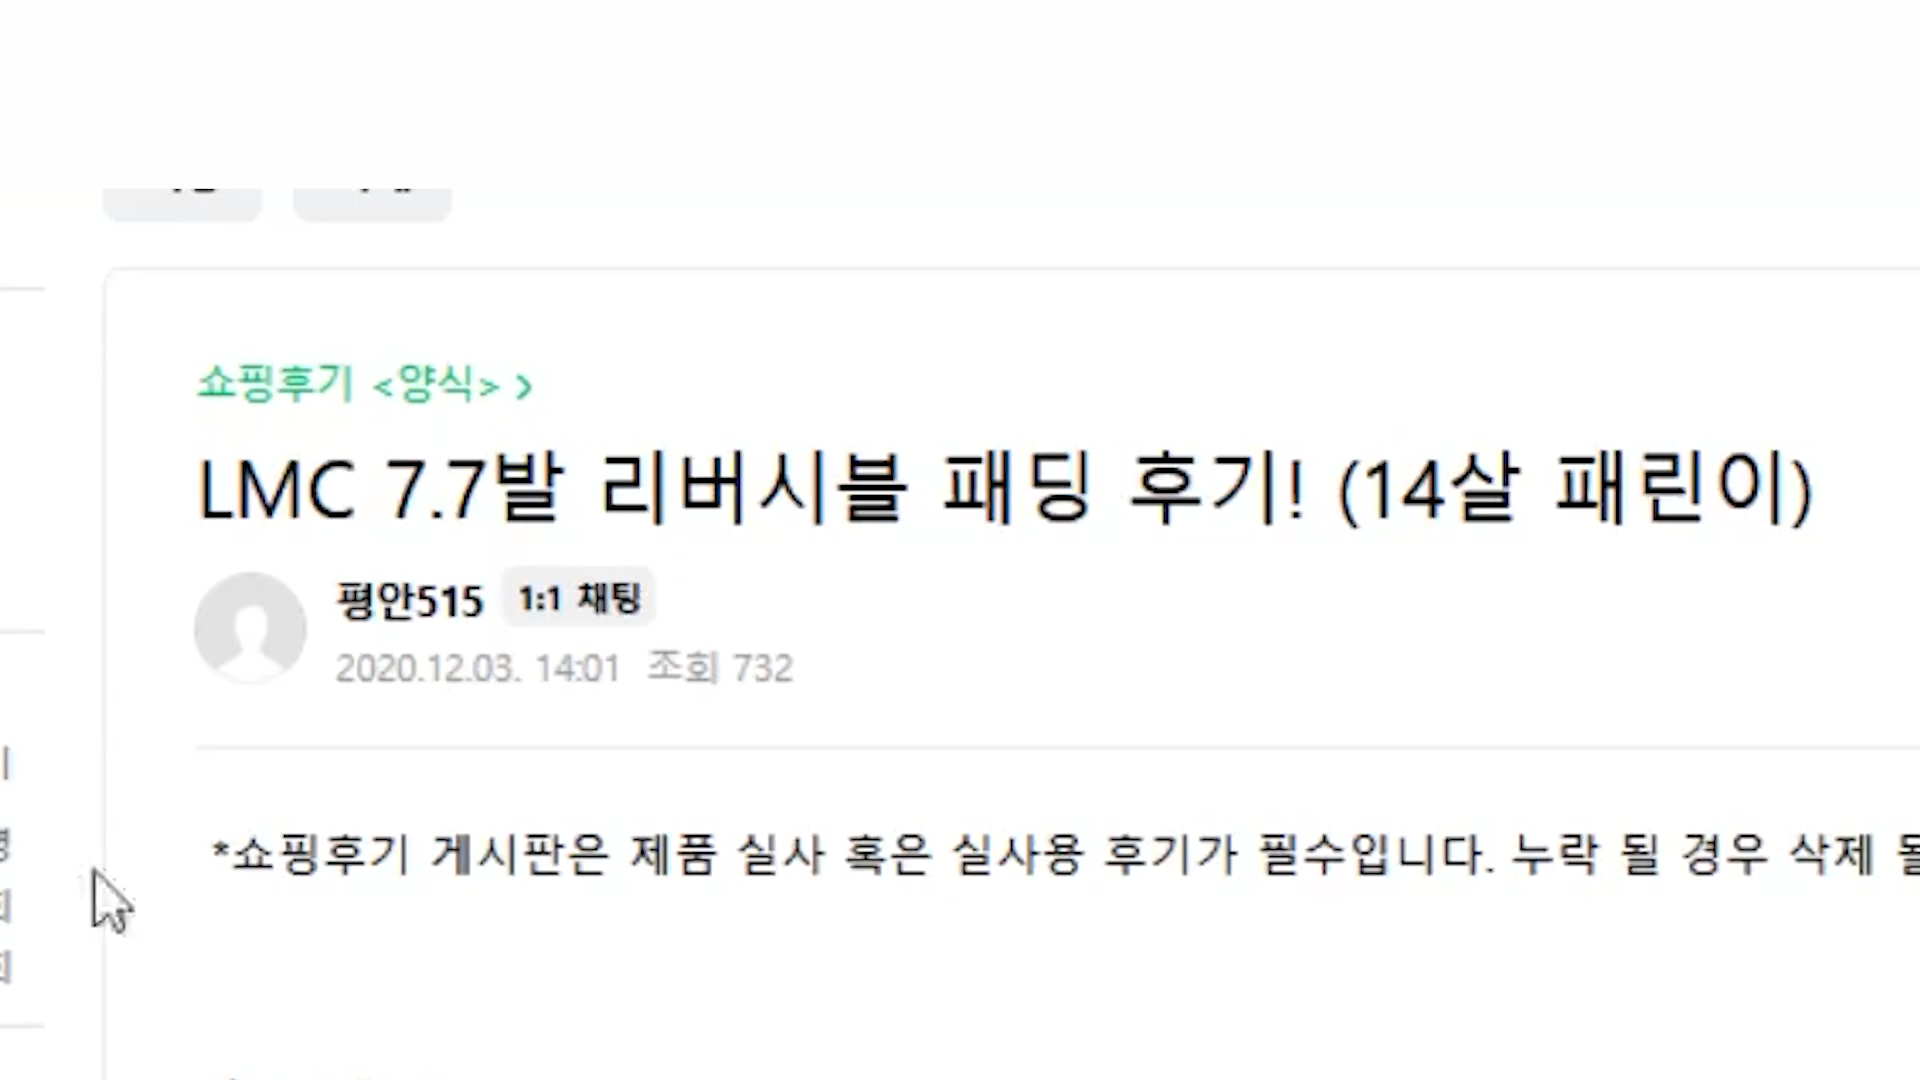 쇼핑후기 <양식> >
LMC 7.7발 리버시블 패딩 후기! (14살 패린이)
평안515 1:1 채팅
2020.12.03. 14:01 조회 732
*쇼핑후기 게시판은 제품 실사 혹은 실사용 후기가 필수입니다. 누락 될 경우 삭제